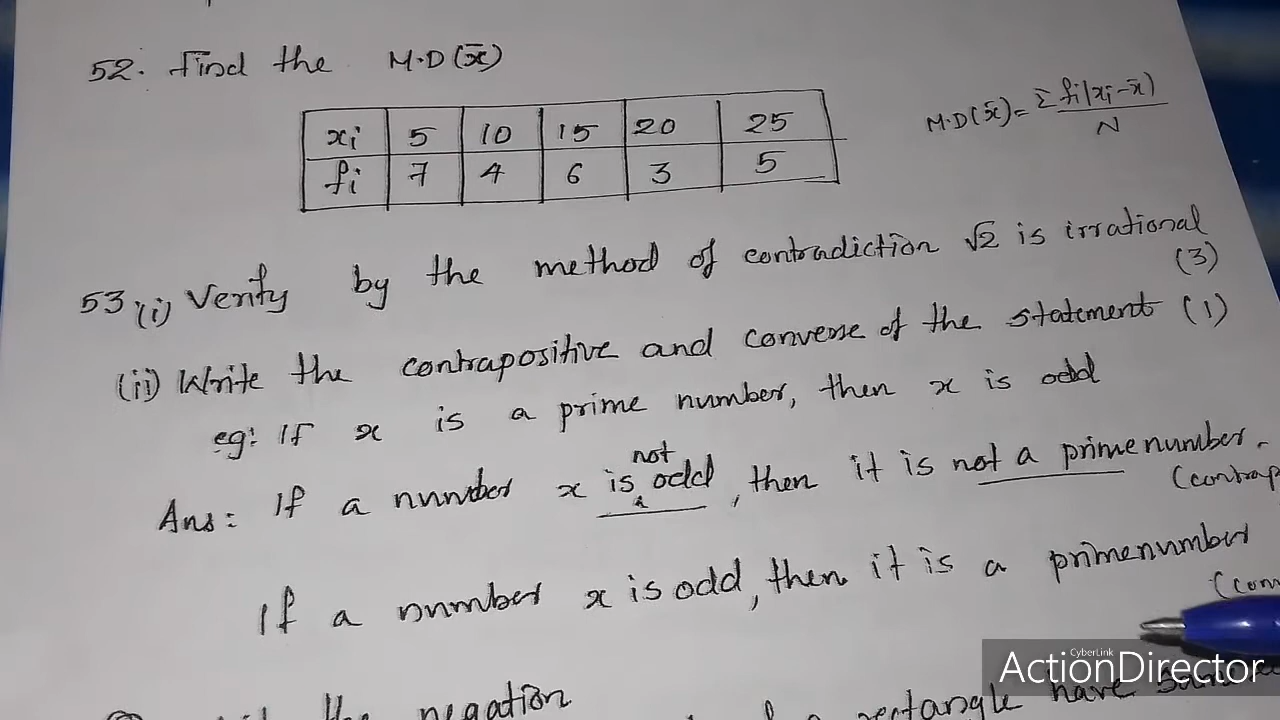 52. Find the M.D(x̄)
M.D(x̄) = Σ fi|xi - x̄| / N
xi 5 10 15 20 25
fi 7 4 6 3 5
53 (i) Verify by the method of contradiction √2 is irrational
(3)
(ii) Write the contrapositive and converse of the statement (1)
eg: If x is a prime number, then x is odd
Ans: If a number x is not odd, then it is not a prime number.
(contrap
If a number x is odd, then it is a prime number
(con
CyberLink
ActionDirector
the negation
rectangle have